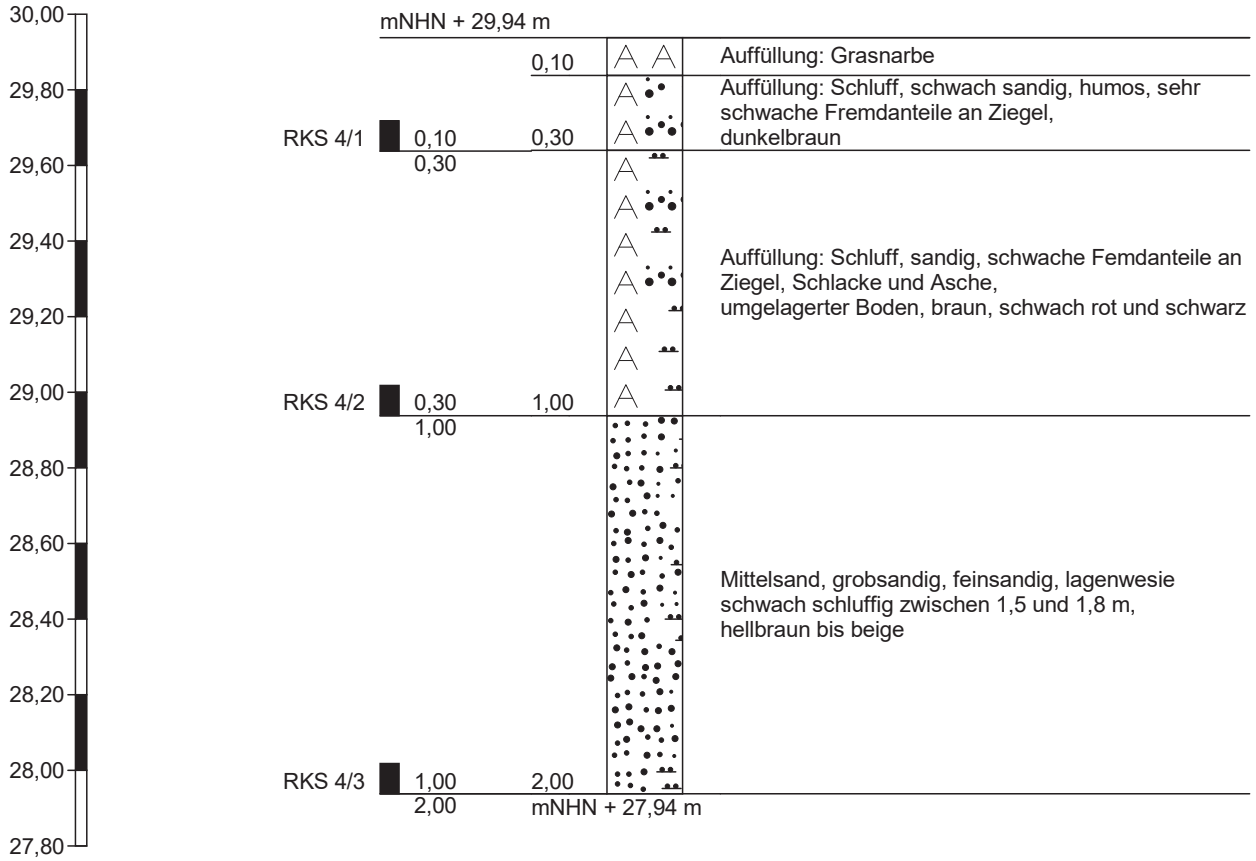 30,00
mNHN + 29,94 m
0,10
Auffüllung: Grasnarbe
29,80
Auffüllung: Schluff, schwach sandig, humos, sehr
schwache Fremdanteile an Ziegel,
dunkelbraun
RKS 4/1
0,10
0,30
0,30
29,60
29,40
Auffüllung: Schluff, sandig, schwache Femdanteile an
Ziegel, Schlacke und Asche,
umgelagerter Boden, braun, schwach rot und schwarz
29,20
29,00
RKS 4/2
0,30
1,00
1,00
28,80
28,60
Mittelsand, grobsandig, feinsandig, lagenwesie
schwach schluffig zwischen 1,5 und 1,8 m,
hellbraun bis beige
28,40
28,20
28,00
RKS 4/3
1,00
2,00
2,00
mNHN + 27,94 m
27,80